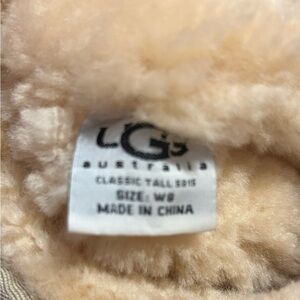 UGG
australia
CLASSIC TALL 5815
SIZE: W8
MADE IN CHINA